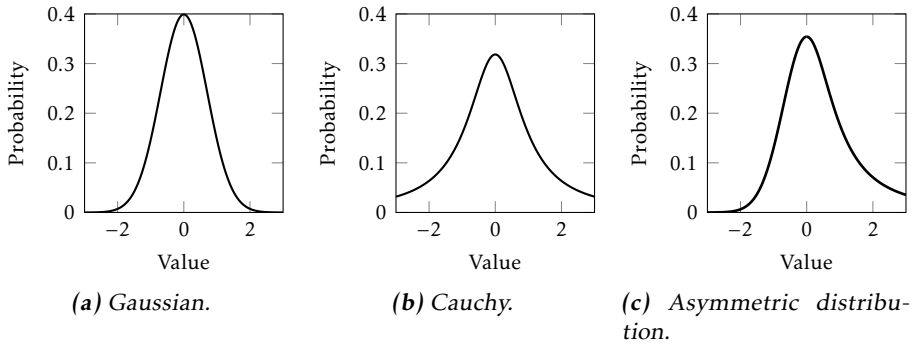 0.4
0.3
0.2
0.1
0
−2
0
2
Probability
Value
(a) Gaussian.
0.4
0.3
0.2
0.1
0
−2
0
2
Probability
Value
(b) Cauchy.
0.4
0.3
0.2
0.1
0
−2
0
2
Probability
Value
(c) Asymmetric distribu-
tion.